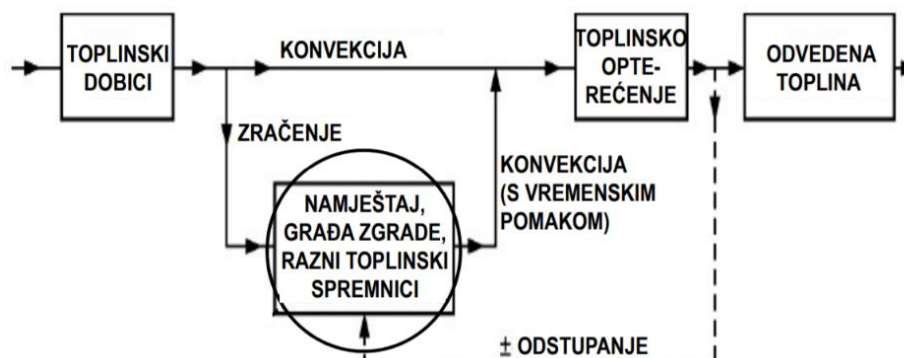 TOPLINSKI
DOBICI
KONVEKCIJA
TOPLINSKO
OPTE-
REĆENJE
ODVEDENA
TOPLINA
ZRAČENJE
NAMJEŠTAJ,
GRAĐA ZGRADE,
RAZNI TOPLINSKI
SPREMNICI
KONVEKCIJA
(S VREMENSKIM
POMAKOM)
± ODSTUPANJE